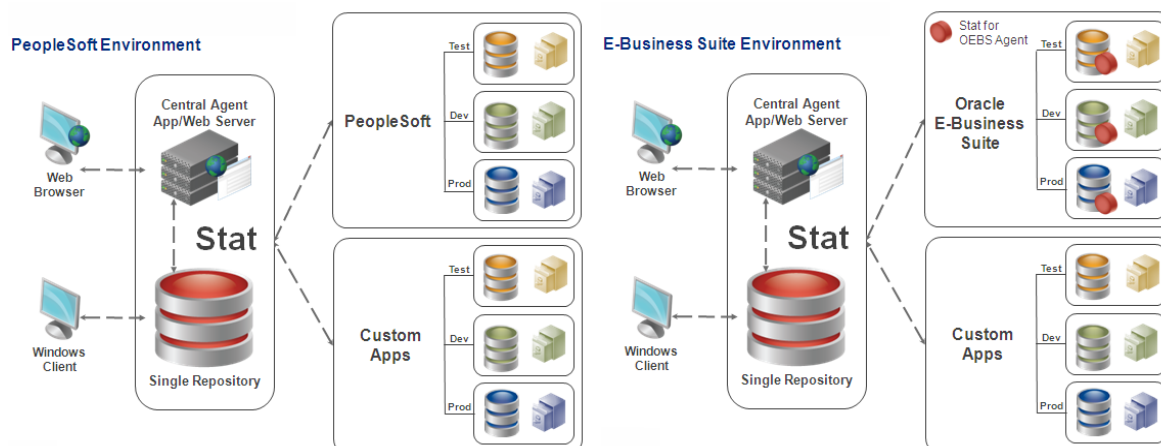 PeopleSoft Environment
Central Agent
App/Web Server
Web
Browser
Stat
Windows
Client
Single Repository
PeopleSoft
Test
Dev
Prod
Custom
Apps
Test
Dev
Prod
E-Business Suite Environment
Central Agent
App/Web Server
Web
Browser
Stat
Windows
Client
Single Repository
Stat for
OEBS Agent
Oracle
E-Business
Suite
Test
Dev
Prod
Custom
Apps
Test
Dev
Prod